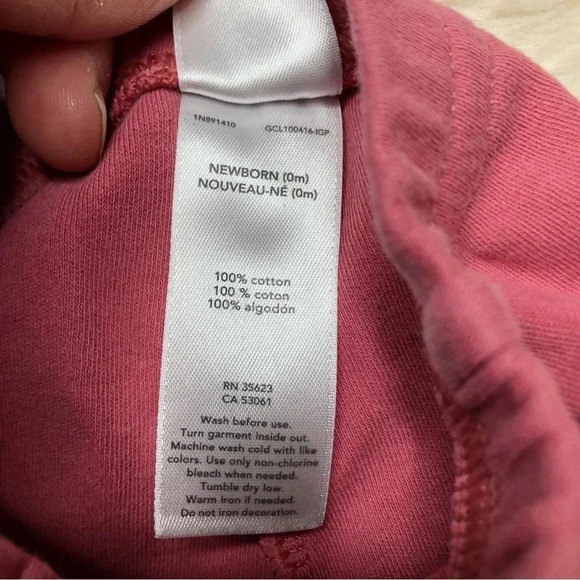 1N891410 GCL100416-IGP
NEWBORN (0m)
NOUVEAU-NÉ (0m)
100% cotton
100 % coton
100% algodón
RN 35623
CA 53061
Wash before use.
Turn garment inside out.
Machine wash cold with like
colors. Use only non-chlorine
bleach when needed.
Tumble dry low.
Warm Iron if needed.
Do not iron decoration.